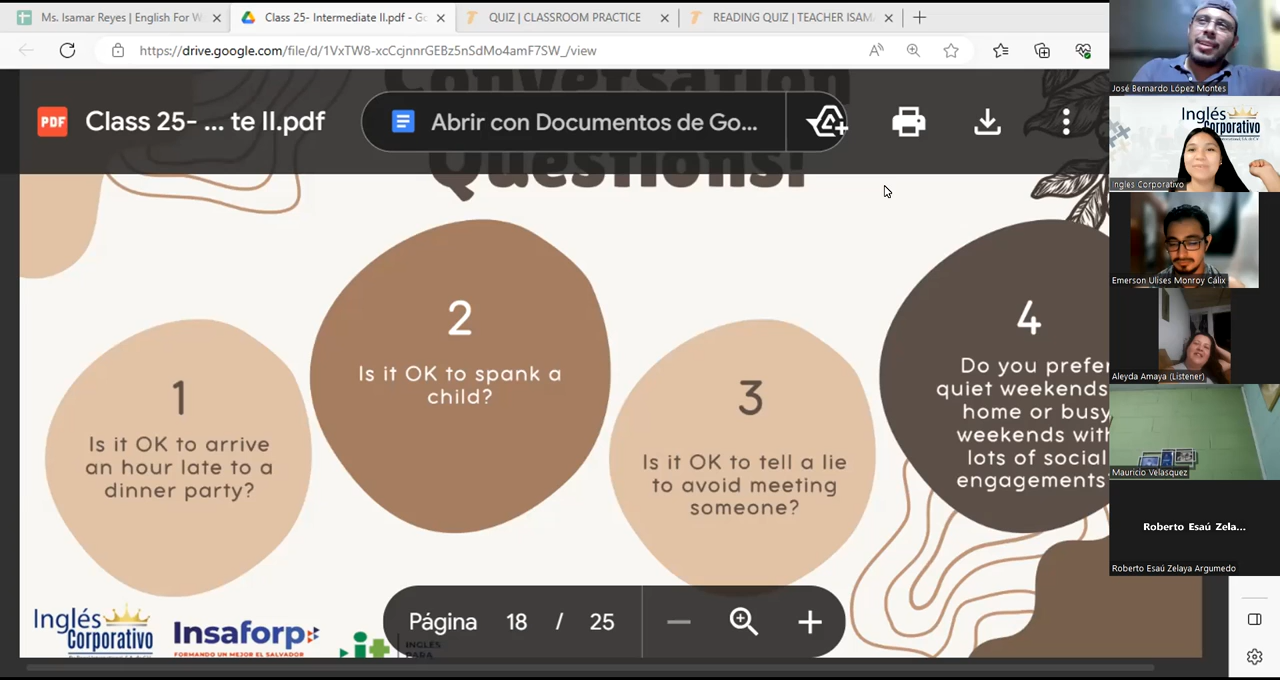 Ms. Isamar Reyes | English For W
Class 25- Intermediate II.pdf - Go
QUIZ | CLASSROOM PRACTICE
READING QUIZ | TEACHER ISAM
https://drive.google.com/file/d/1VxTW8-xcCcjnnrGEBz5nSdMo4amF7SW_/view
PDF
Class 25- ... te II.pdf
Abrir con Documentos de Go...
Conversation
Questions!
1
Is it OK to arrive
an hour late to a
dinner party?
2
Is it OK to spank a
child?
3
Is it OK to tell a lie
to avoid meeting
someone?
4
Do you prefer
quiet weekends
home or busy
weekends with
lots of social
engagements
Inglés
Corporativo
Insaforp
FORMANDO UN MEJOR EL SALVADOR
INGLÉS
PARA
Página 18 / 25
José Bernardo López Montes
Inglés
Corporativo
Ingles Corporativo
Emerson Ulises Monroy Cálix
Aleyda Amaya (Listener)
Mauricio Velasquez
Roberto Esaú Zela...
Roberto Esaú Zelaya Argumedo